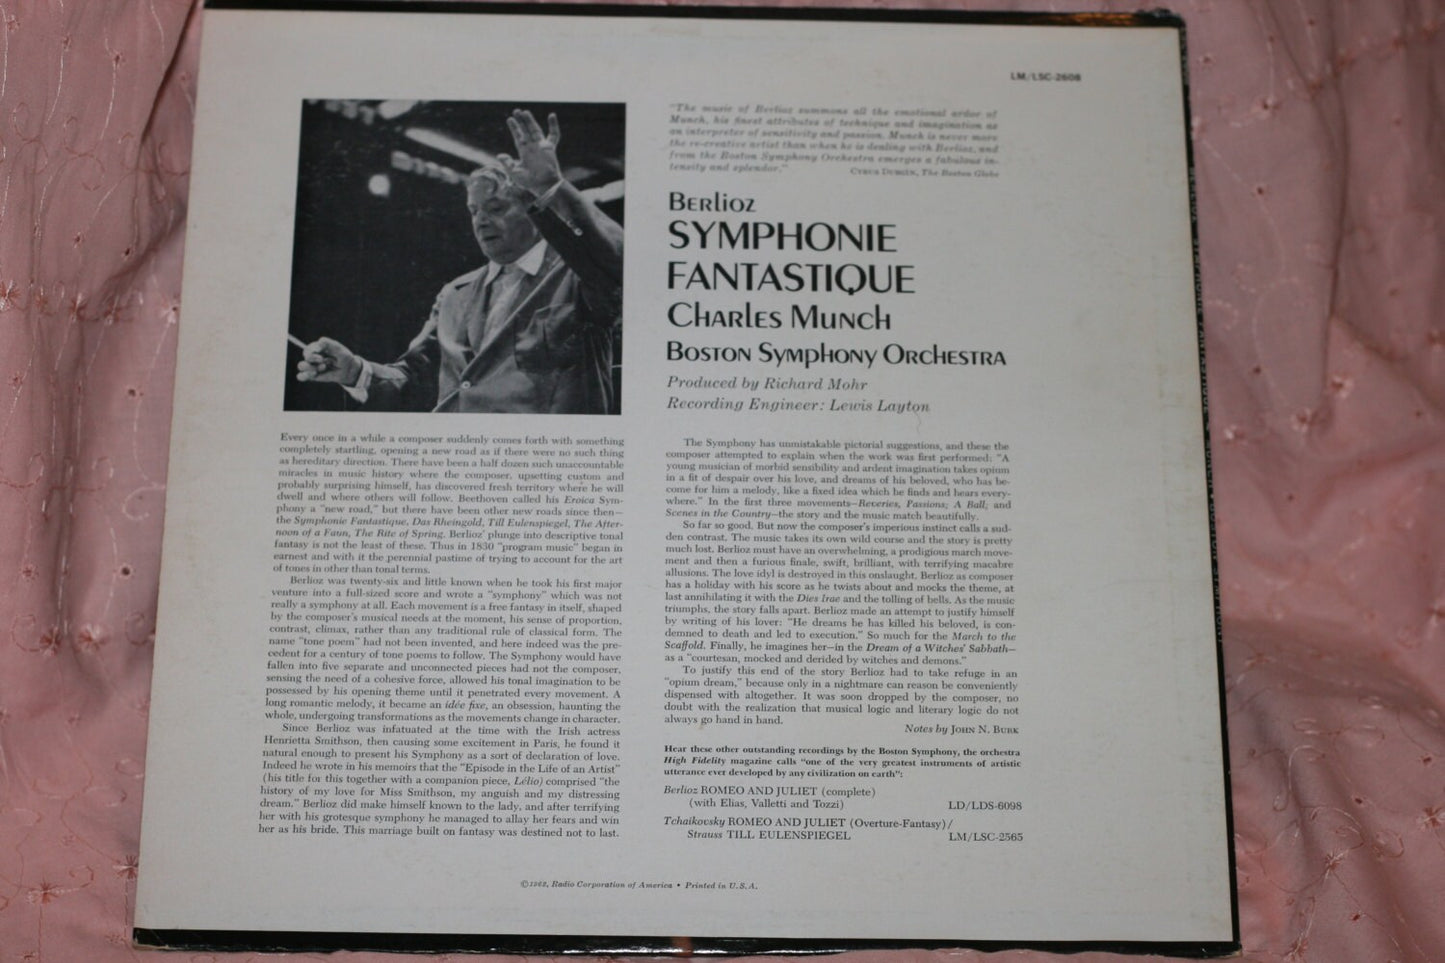 LM/LSC-2608
"The music of Berlioz summons all the emotional ardor of
Munch, his finest attributes of technique and imagination as
an interpreter of sensitivity and passion. Munch is never more
the re-creative artist than when he is dealing with Berlioz, and
from the Boston Symphony Orchestra emerges a fabulous in-
tensity and splendor."
CYRUS DURGIN, The Boston Globe
BERLIOZ
SYMPHONIE
FANTASTIQUE
CHARLES MUNCH
BOSTON SYMPHONY ORCHESTRA
Produced by Richard Mohr
Recording Engineer: Lewis Layton
Every once in a while a composer suddenly comes forth with something
completely startling, opening a new road as if there were no such thing
as hereditary direction. There have been a half dozen such unaccountable
miracles in music history where the composer, upsetting custom and
probably surprising himself, has discovered fresh territory where he will
dwell and where others will follow. Beethoven called his Eroica Sym-
phony a "new road," but there have been other new roads since then—
the Symphonie Fantastique, Das Rheingold, Till Eulenspiegel, The After-
noon of a Faun, The Rite of Spring. Berlioz' plunge into descriptive tonal
fantasy is not the least of these. Thus in 1830 "program music" began in
earnest and with it the perennial pastime of trying to account for the art
of tones in other than tonal terms.
Berlioz was twenty-six and little known when he took his first major
venture into a full-sized score and wrote a "symphony" which was not
really a symphony at all. Each movement is a free fantasy in itself, shaped
by the composer's musical needs at the moment, his sense of proportion,
contrast, climax, rather than any traditional rule of classical form. The
name "tone poem" had not been invented, and here indeed was the pre-
cedent for a century of tone poems to follow. The Symphony would have
fallen into five separate and unconnected pieces had not the composer,
sensing the need of a cohesive force, allowed his tonal imagination to be
possessed by his opening theme until it penetrated every movement. A
long romantic melody, it became an idée fixe, an obsession, haunting the
whole, undergoing transformations as the movements change in character.
Since Berlioz was infatuated at the time with the Irish actress
Henrietta Smithson, then causing some excitement in Paris, he found it
natural enough to present his Symphony as a sort of declaration of love.
Indeed he wrote in his memoirs that the "Episode in the Life of an Artist"
(his title for this together with a companion piece, Lélio) comprised "the
history of my love for Miss Smithson, my anguish and my distressing
dream." Berlioz did make himself known to the lady, and after terrifying
her with his grotesque symphony he managed to allay her fears and win
her as his bride. This marriage built on fantasy was destined not to last.
The Symphony has unmistakable pictorial suggestions, and these the
composer attempted to explain when the work was first performed: "A
young musician of morbid sensibility and ardent imagination takes opium
in a fit of despair over his love, and dreams of his beloved, who has be-
come for him a melody, like a fixed idea which he finds and hears every-
where." In the first three movements—Reveries, Passions; A Ball; and
Scenes in the Country—the story and the music match beautifully.
So far so good. But now the composer's imperious instinct calls a sud-
den contrast. The music takes its own wild course and the story is pretty
much lost. Berlioz must have an overwhelming, a prodigious march move-
ment and then a furious finale, swift, brilliant, with terrifying macabre
allusions. The love idyl is destroyed in this onslaught. Berlioz as composer
has a holiday with his score as he twists about and mocks the theme, at
last annihilating it with the Dies Irae and the tolling of bells. As the music
triumphs, the story falls apart. Berlioz made an attempt to justify himself
by writing of his lover: "He dreams he has killed his beloved, is con-
demned to death and led to execution." So much for the March to the
Scaffold. Finally, he imagines her—in the Dream of a Witches' Sabbath—
as a "courtesan, mocked and derided by witches and demons."
To justify this end of the story Berlioz had to take refuge in an
"opium dream," because only in a nightmare can reason be conveniently
dispensed with altogether. It was soon dropped by the composer, no
doubt with the realization that musical logic and literary logic do not
always go hand in hand.
Notes by JOHN N. BURK
Hear these other outstanding recordings by the Boston Symphony, the orchestra
High Fidelity magazine calls "one of the very greatest instruments of artistic
utterance ever developed by any civilization on earth":
Berlioz ROMEO AND JULIET (complete)
(with Elias, Valletti and Tozzi) LD/LDS-6098
Tchaikovsky ROMEO AND JULIET (Overture-Fantasy)/
Strauss TILL EULENSPIEGEL LM/LSC-2565
©1962, Radio Corporation of America • Printed in U.S.A.